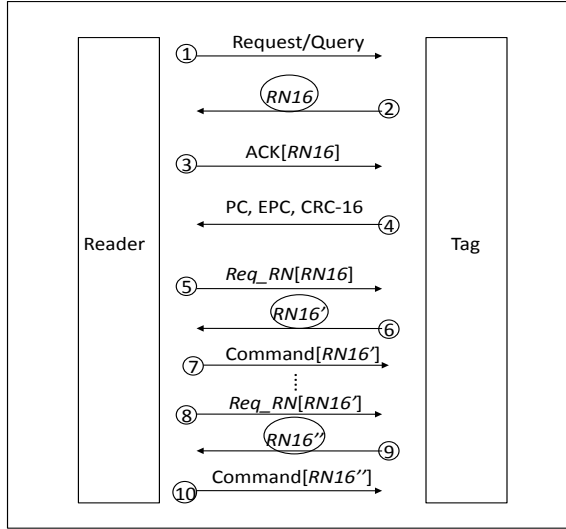 ① Request/Query
RN16 ②
③ ACK[RN16]
PC, EPC, CRC-16 ④
Reader
Tag
⑤ Req_RN[RN16]
RN16' ⑥
⑦ Command[RN16']
⑧ Req_RN[RN16']
RN16'' ⑨
⑩ Command[RN16'']